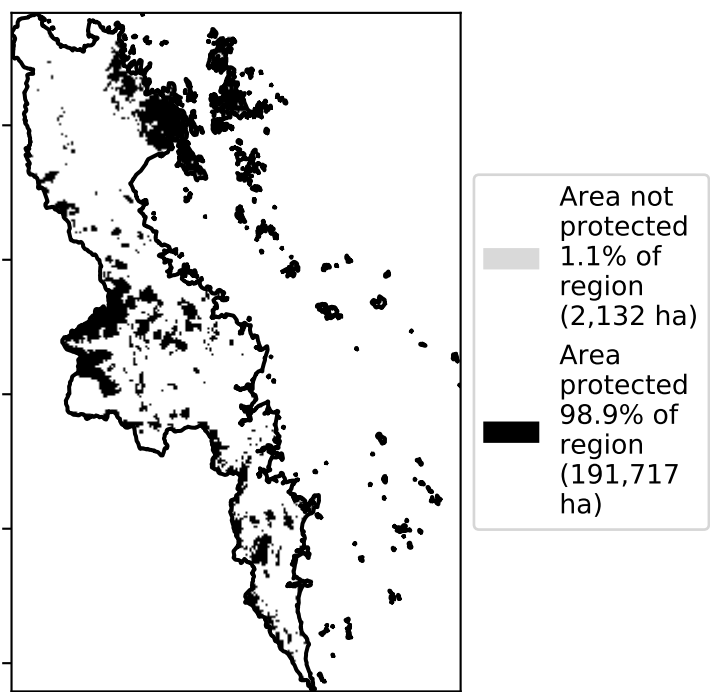 Area not
protected
1.1% of
region
(2,132 ha)
Area
protected
98.9% of
region
(191,717
ha)